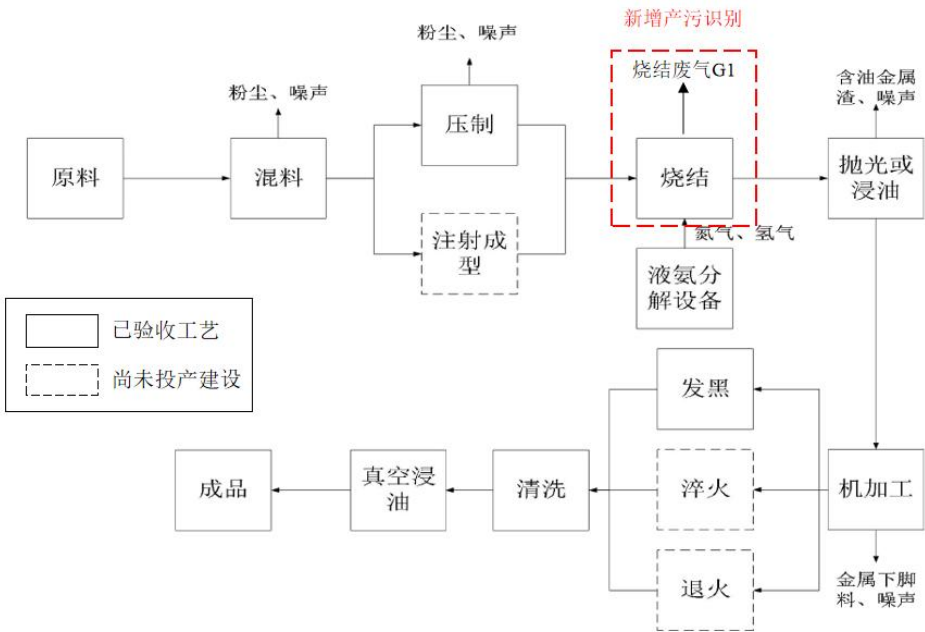 新增产污识别
粉尘、噪声
烧结废气G1
粉尘、噪声
含油金属
渣、噪声
原料
混料
压制
烧结
抛光或
浸油
注射成
型
氮气、氢气
液氨分
解设备
已验收工艺
尚未投产建设
发黑
成品
真空浸
油
清洗
淬火
机加工
退火
金属下脚
料、噪声